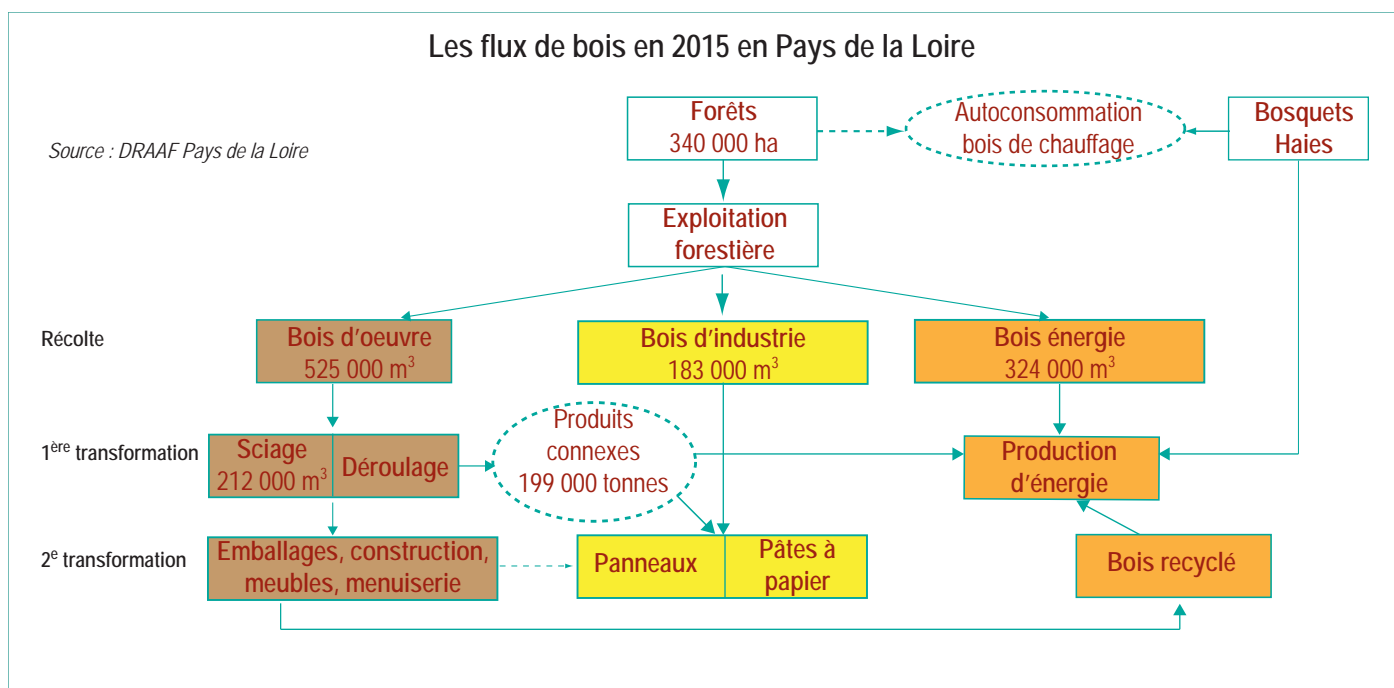 Les flux de bois en 2015 en Pays de la Loire
Source : DRAAF Pays de la Loire
Forêts
340 000 ha
Autoconsommation
bois de chauffage
Bosquets
Haies
Exploitation
forestière
Récolte
Bois d'oeuvre
525 000 m³
Bois d'industrie
183 000 m³
Bois énergie
324 000 m³
1ère transformation
Sciage
212 000 m³
Déroulage
Produits
connexes
199 000 tonnes
Production
d'énergie
2e transformation
Emballages, construction,
meubles, menuiserie
Panneaux
Pâtes à
papier
Bois recyclé